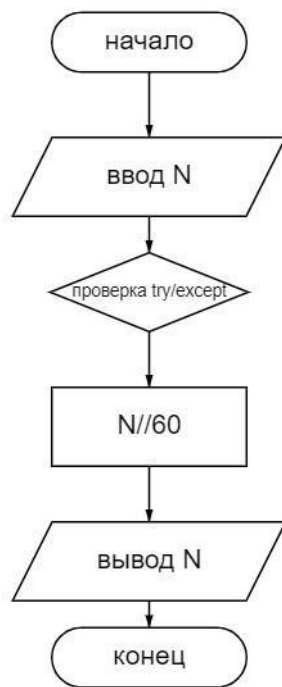 начало
ввод N
проверка try/except
N//60
вывод N
конец